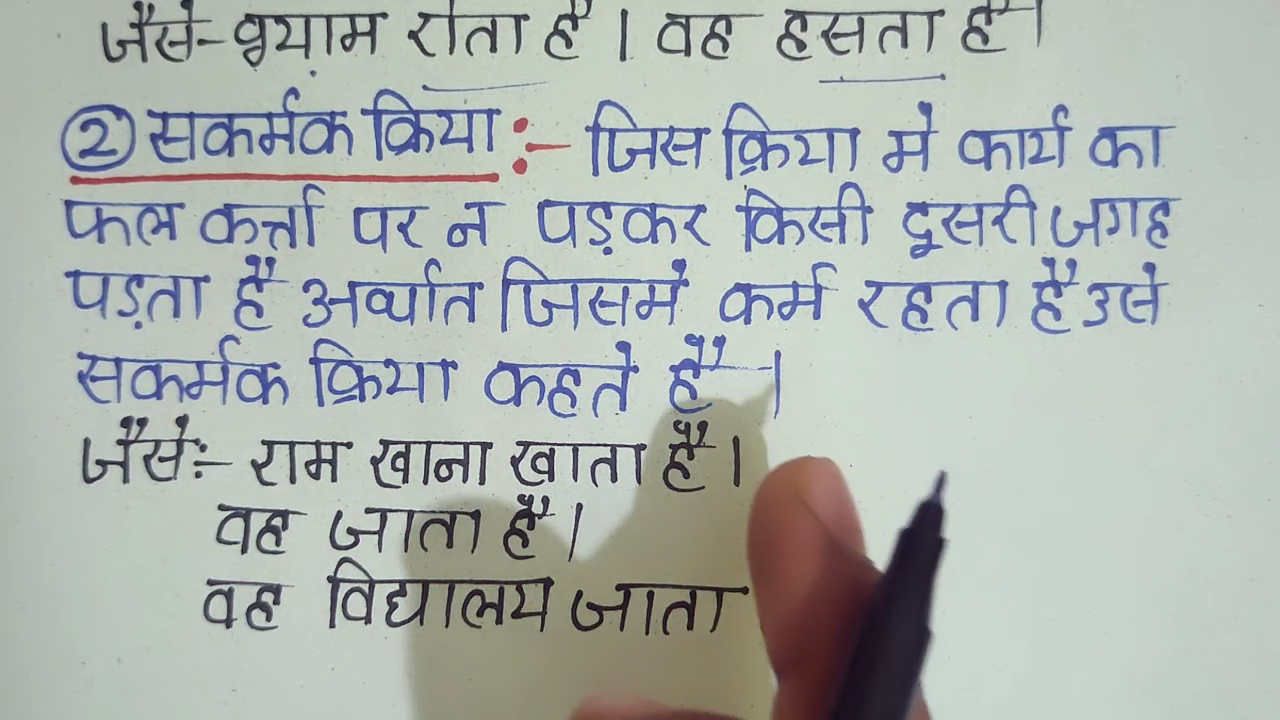 जैसे- श्याम रोता है । वह हसता है ।
② सकर्मक क्रिया :- जिस क्रिया मे कार्य का
फल कर्त्ता पर न पड़कर किसी दूसरी जगह
पड़ता है अर्थात जिसमे कर्म रहता है उसे
सकर्मक क्रिया कहते है ।
जैसे:- राम खाना खाता है ।
वह जाता है ।
वह विद्यालय जाता